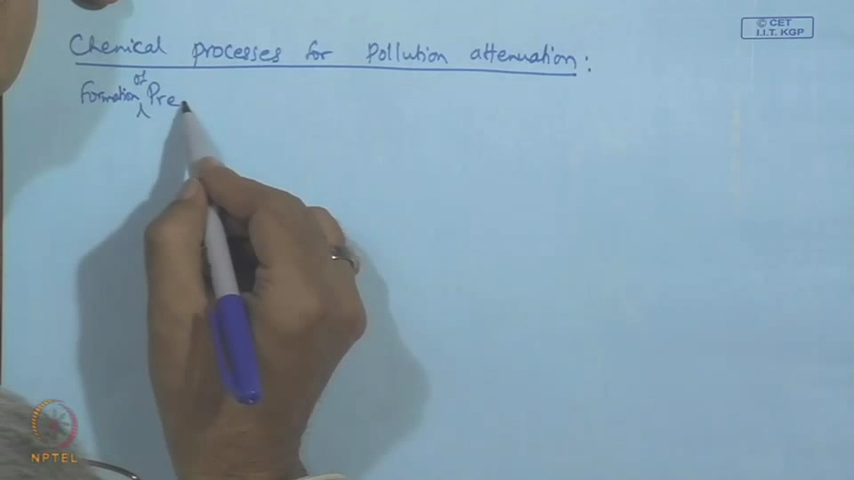 © CET
I.I.T. KGP
Chemical processes for Pollution attenuation:
Formation of Pre
NPTEL